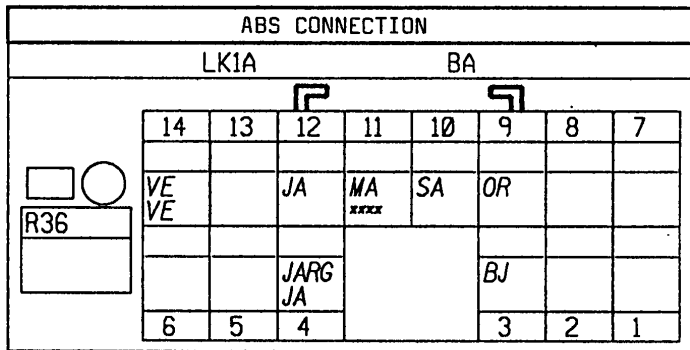 ABS CONNECTION
LK1A BA
14 13 12 11 10 9 8 7
VE JA MA SA OR
VE xxxx
R36
JARG BJ
JA
6 5 4 3 2 1